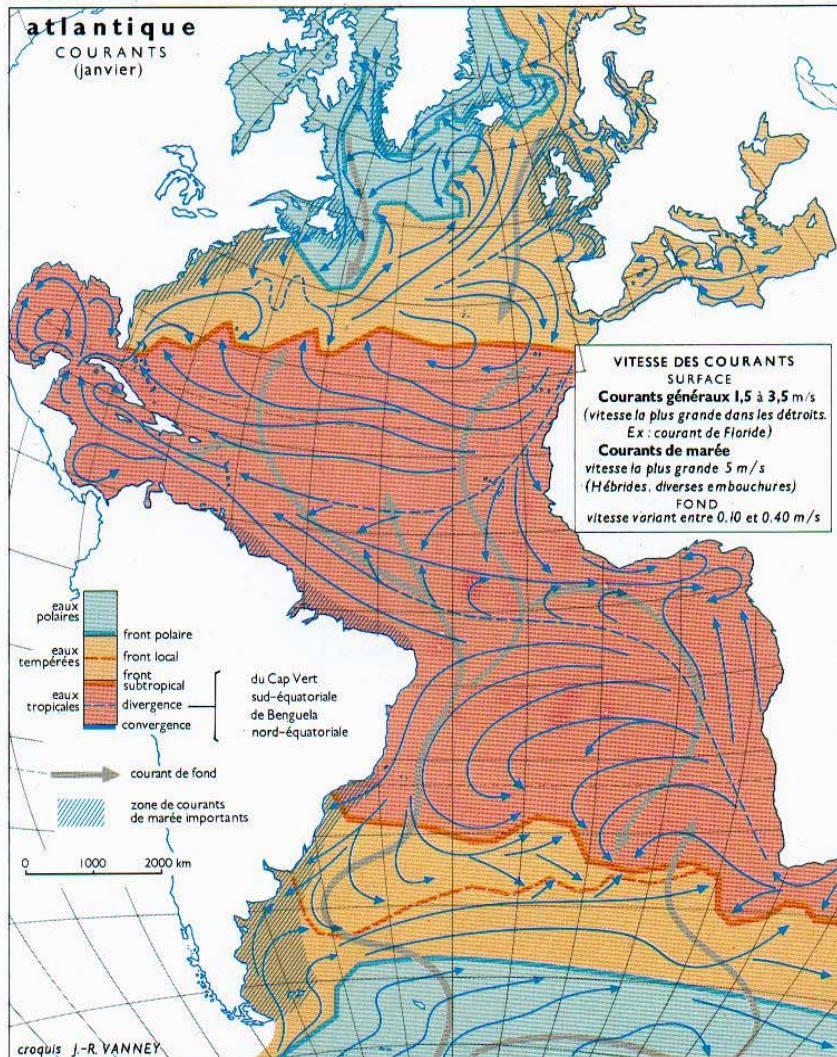 atlantique
COURANTS
(janvier)
VITESSE DES COURANTS
SURFACE
Courants généraux 1,5 à 3,5 m/s
(vitesse la plus grande dans les détroits.
Ex : courant de Floride)
Courants de marée
vitesse la plus grande 5 m/s
(Hébrides, diverses embouchures)
FOND
vitesse variant entre 0.10 et 0.40 m/s
eaux
polaires
front polaire
eaux
tempérées
front local
front
subtropical
eaux
tropicales
divergence
convergence
du Cap Vert
sud-équatoriale
de Benguela
nord-équatoriale
courant de fond
zone de courants
de marée importants
0 1000 2000 km
croquis J.-R. VANNEY